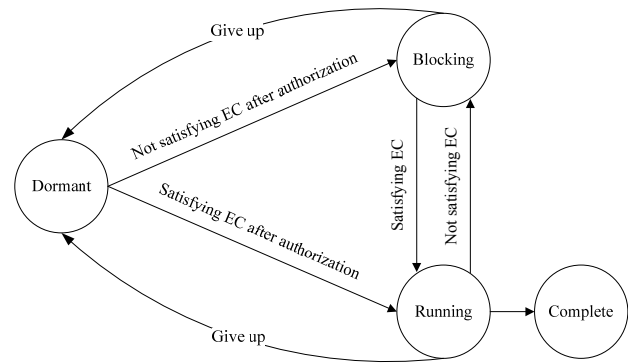 Give up
Blocking
Not satisfying EC after authorization
Satisfying EC
Not satisfying EC
Dormant
Satisfying EC after authorization
Running
Complete
Give up